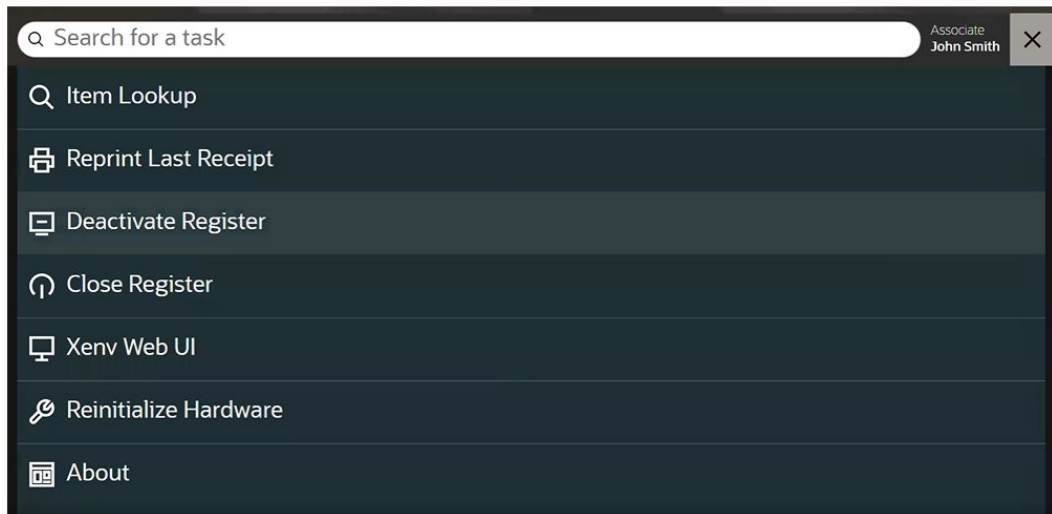 Search for a task
Associate
John Smith
Item Lookup
Reprint Last Receipt
Deactivate Register
Close Register
Xenv Web UI
Reinitialize Hardware
About